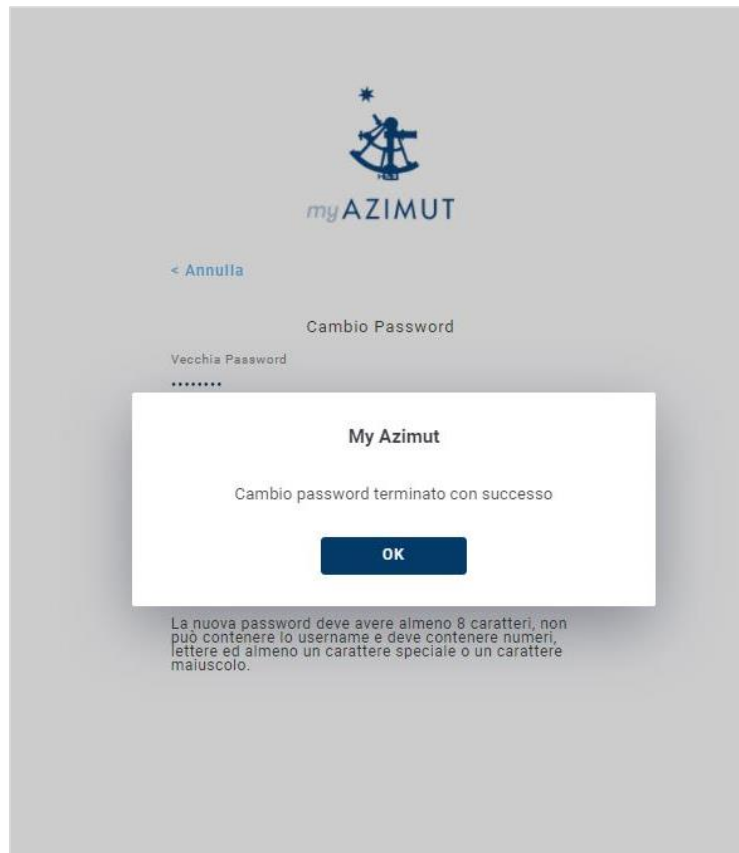 my AZIMUT
< Annulla
Cambio Password
Vecchia Password
••••••••
My Azimut
Cambio password terminato con successo
OK
La nuova password deve avere almeno 8 caratteri, non
può contenere lo username e deve contenere numeri,
lettere ed almeno un carattere speciale o un carattere
maiuscolo.